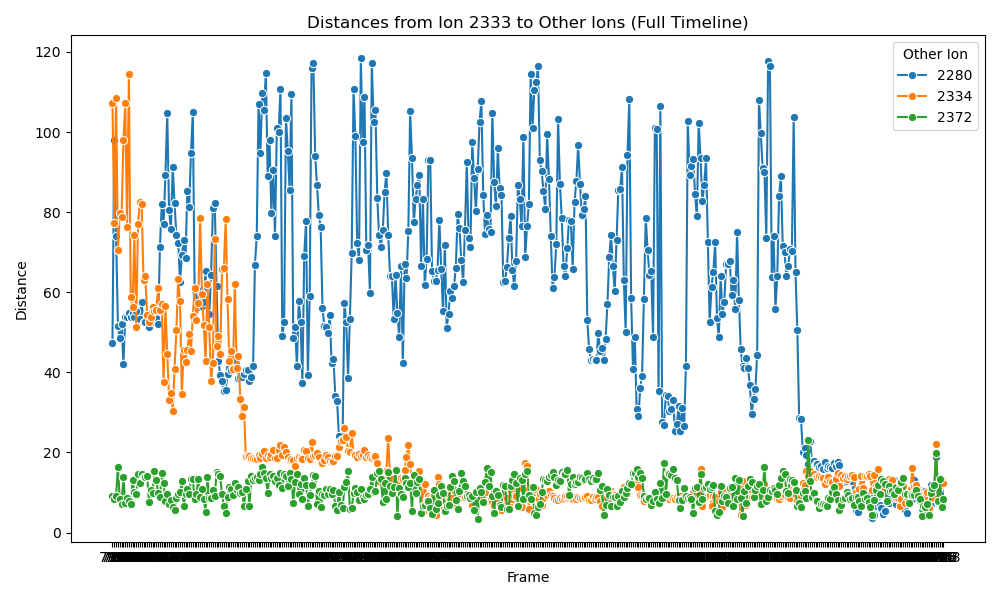 Distances from Ion 2333 to Other Ions (Full Timeline)
Other Ion
2280
2334
2372
Distance
120
100
80
60
40
20
0
Frame